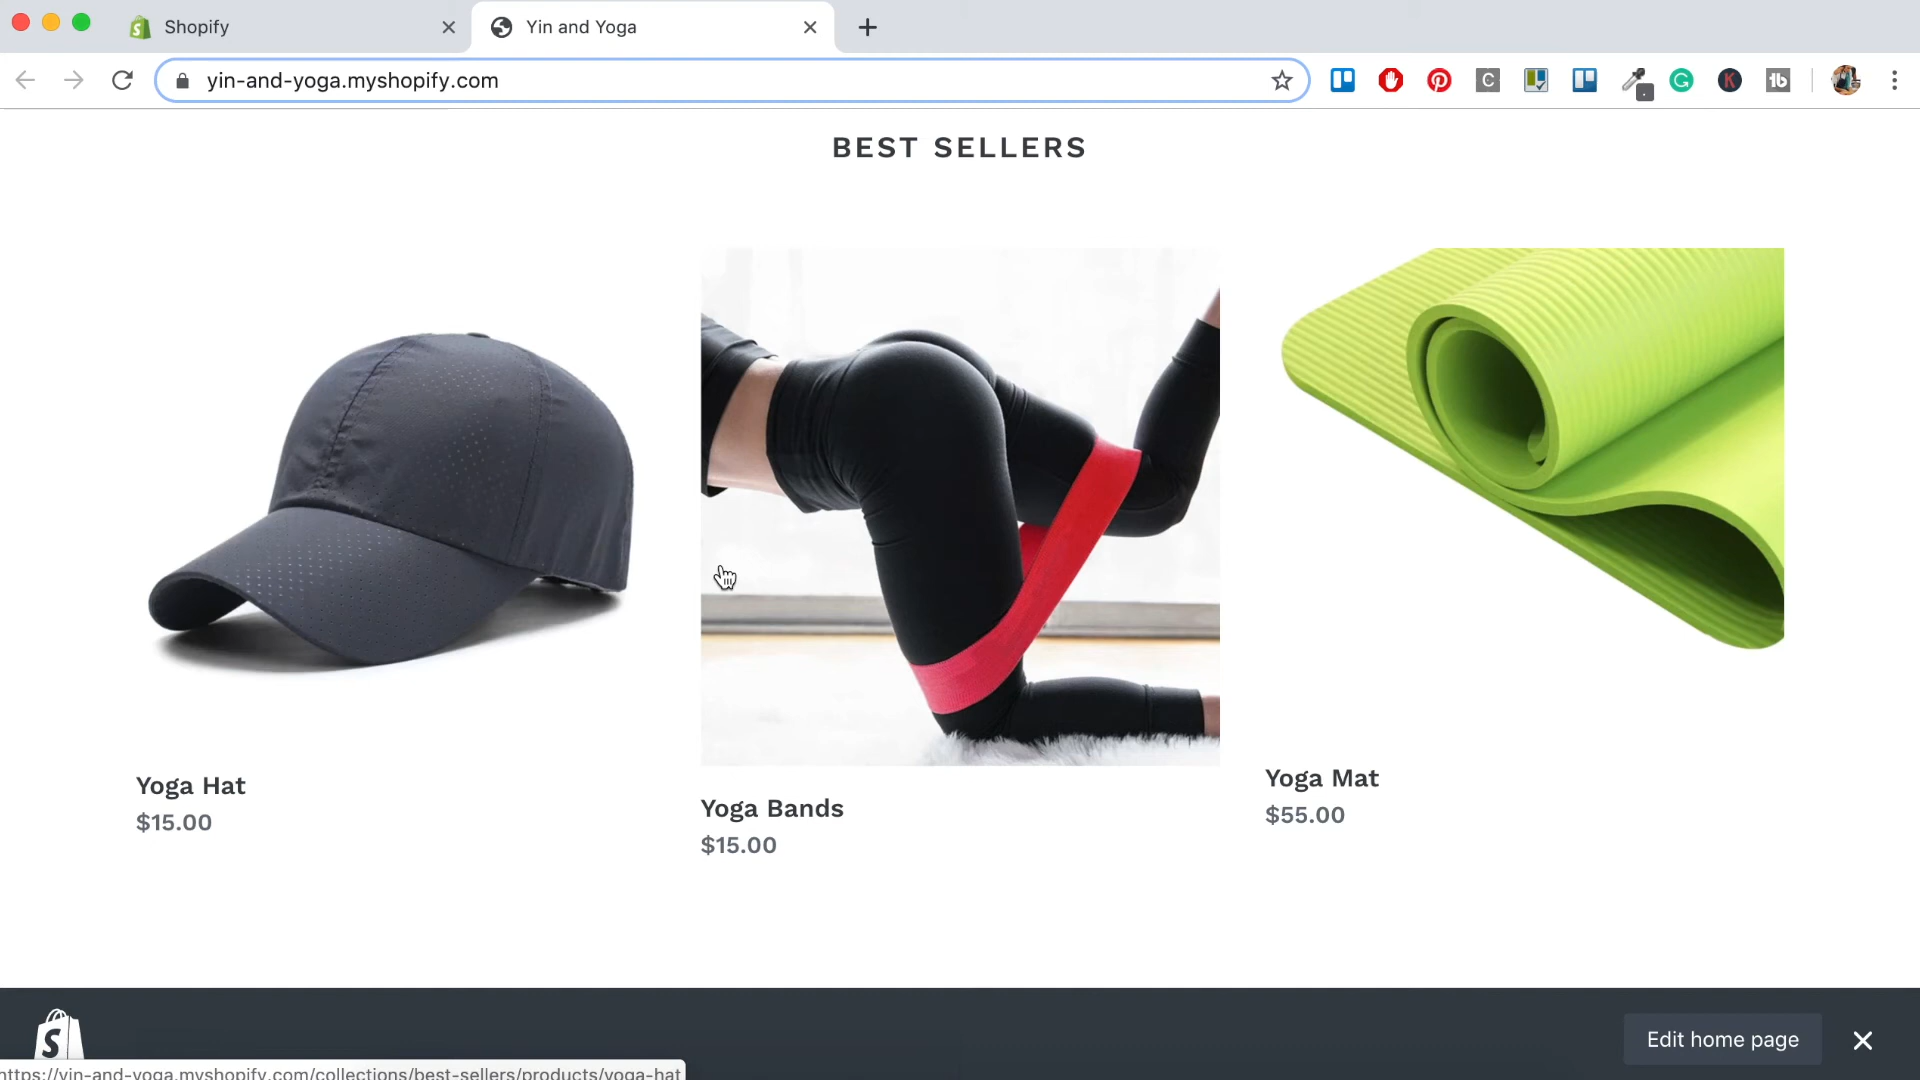 Shopify
Yin and Yoga
yin-and-yoga.myshopify.com
BEST SELLERS
Yoga Hat
$15.00
Yoga Bands
$15.00
Yoga Mat
$55.00
Edit home page
https://yin-and-yoga.myshopify.com/collections/best-sellers/products/yoga-hat